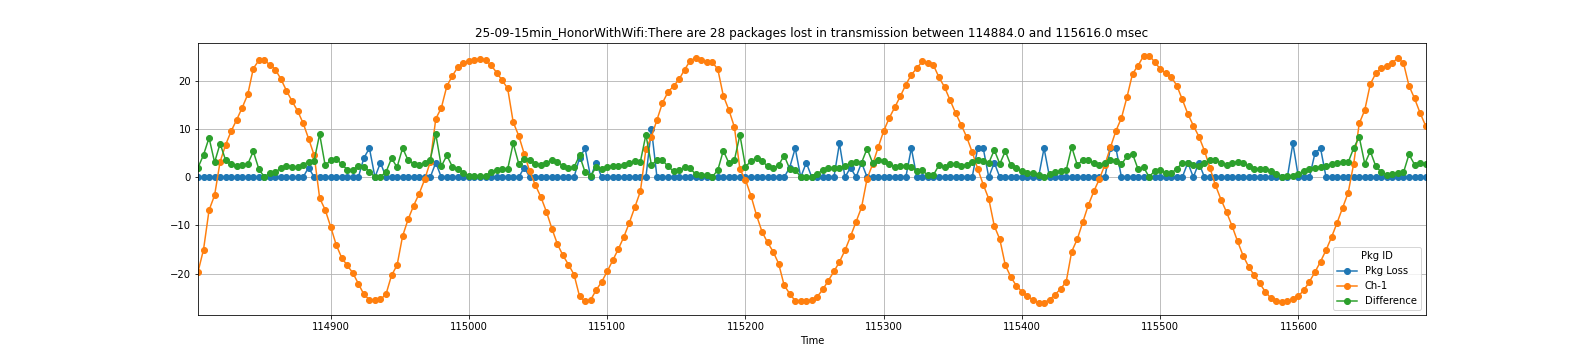 25-09-15min_HonorWithWifi:There are 28 packages lost in transmission between 114884.0 and 115616.0 msec
20
10
0
−10
−20
Pkg ID
Pkg Loss
Ch-1
Difference
114900 115000 115100 115200 115300 115400 115500 115600
Time